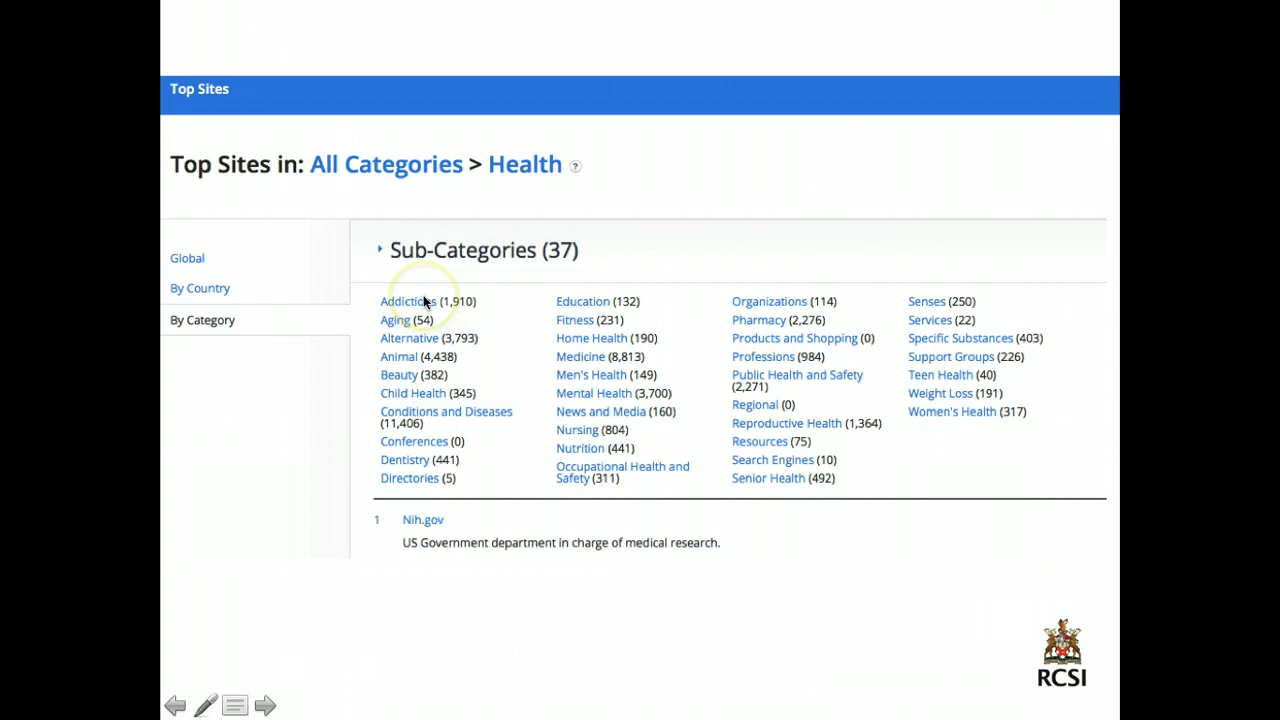 Top Sites
Top Sites in: All Categories > Health ?
Global
By Country
By Category
Sub-Categories (37)
Addictions (1,910)
Aging (54)
Alternative (3,793)
Animal (4,438)
Beauty (382)
Child Health (345)
Conditions and Diseases
(11,406)
Conferences (0)
Dentistry (441)
Directories (5)
Education (132)
Fitness (231)
Home Health (190)
Medicine (8,813)
Men's Health (149)
Mental Health (3,700)
News and Media (160)
Nursing (804)
Nutrition (441)
Occupational Health and
Safety (311)
Organizations (114)
Pharmacy (2,276)
Products and Shopping (0)
Professions (984)
Public Health and Safety
(2,271)
Regional (0)
Reproductive Health (1,364)
Resources (75)
Search Engines (10)
Senior Health (492)
Senses (250)
Services (22)
Specific Substances (403)
Support Groups (226)
Teen Health (40)
Weight Loss (191)
Women's Health (317)
1 Nih.gov
US Government department in charge of medical research.
RCSI